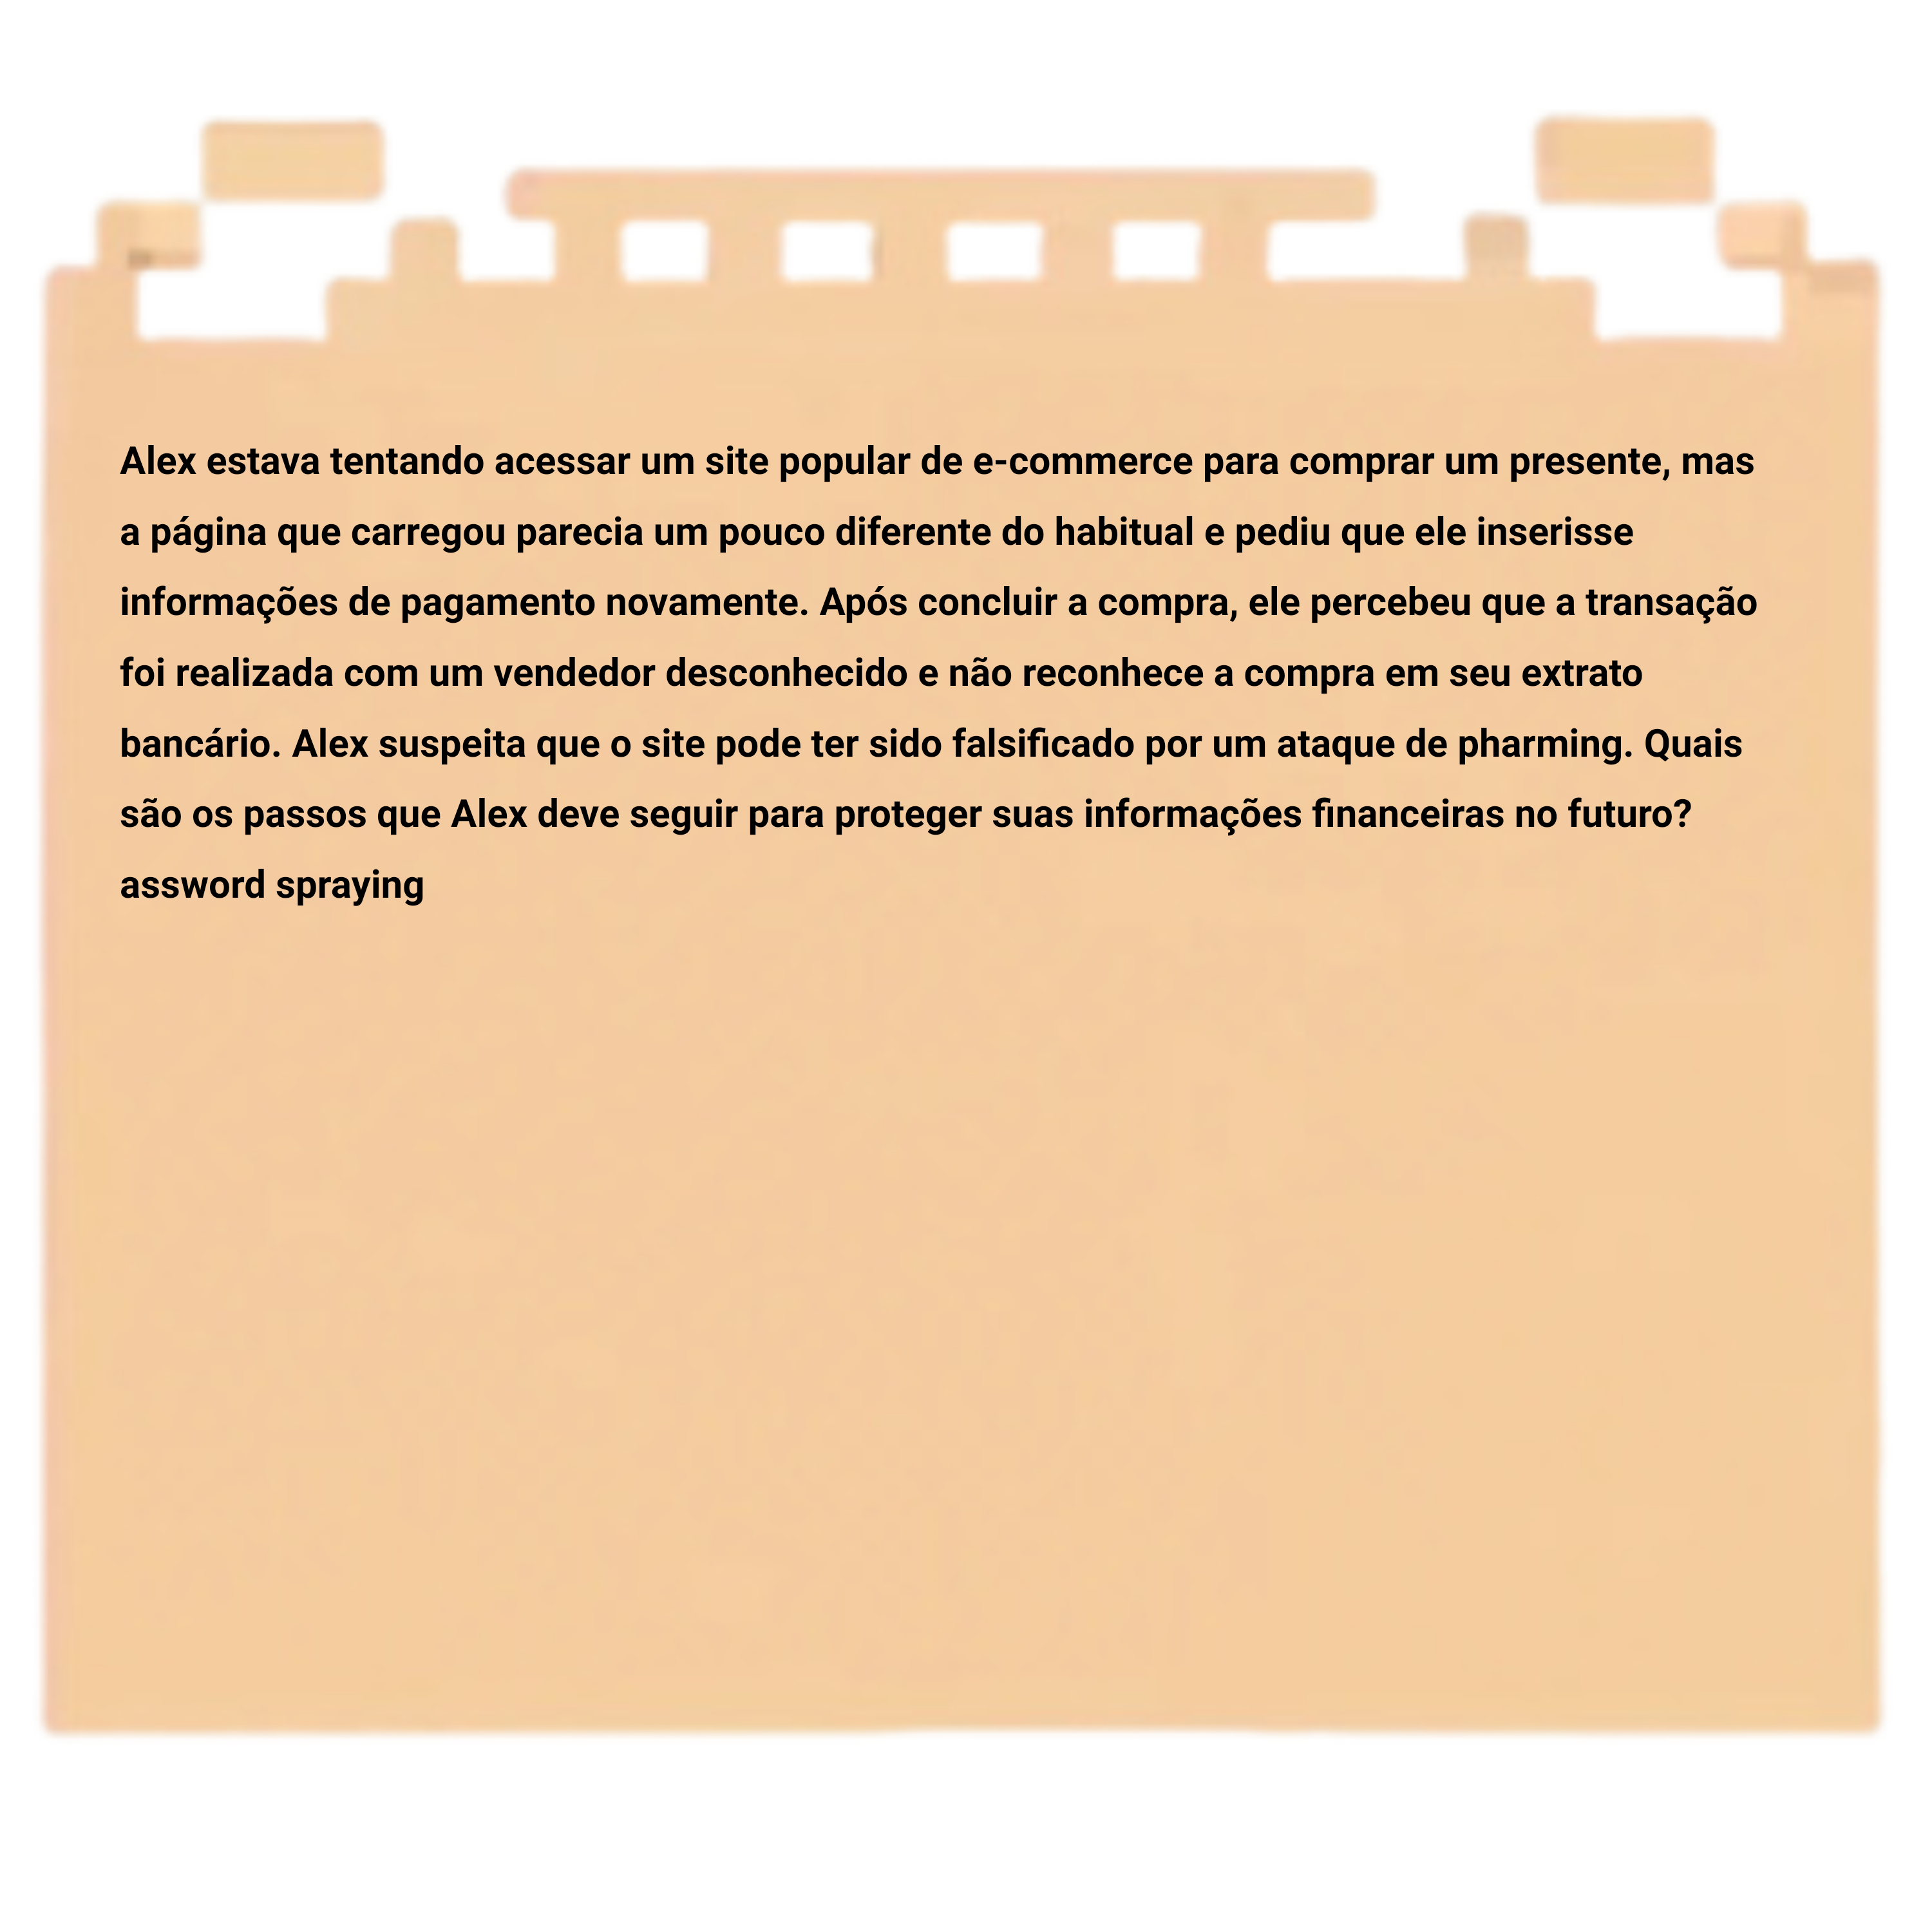 Alex estava tentando acessar um site popular de e-commerce para comprar um presente, mas
a página que carregou parecia um pouco diferente do habitual e pediu que ele inserisse
informações de pagamento novamente. Após concluir a compra, ele percebeu que a transação
foi realizada com um vendedor desconhecido e não reconhece a compra em seu extrato
bancário. Alex suspeita que o site pode ter sido falsificado por um ataque de pharming. Quais
são os passos que Alex deve seguir para proteger suas informações financeiras no futuro?
assword spraying